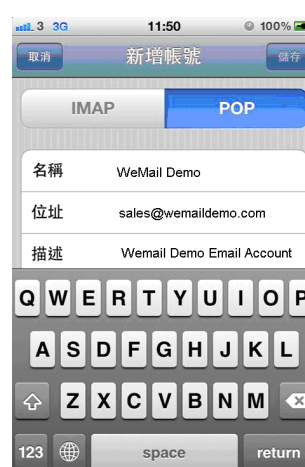 3 3G 11:50 100%
取消 新增帳號 儲存
IMAP POP
名稱 WeMail Demo
位址 sales@wemaildemo.com
描述 Wemail Demo Email Account
Q W E R T Y U I O P
A S D F G H J K L
Z X C V B N M
123 space return